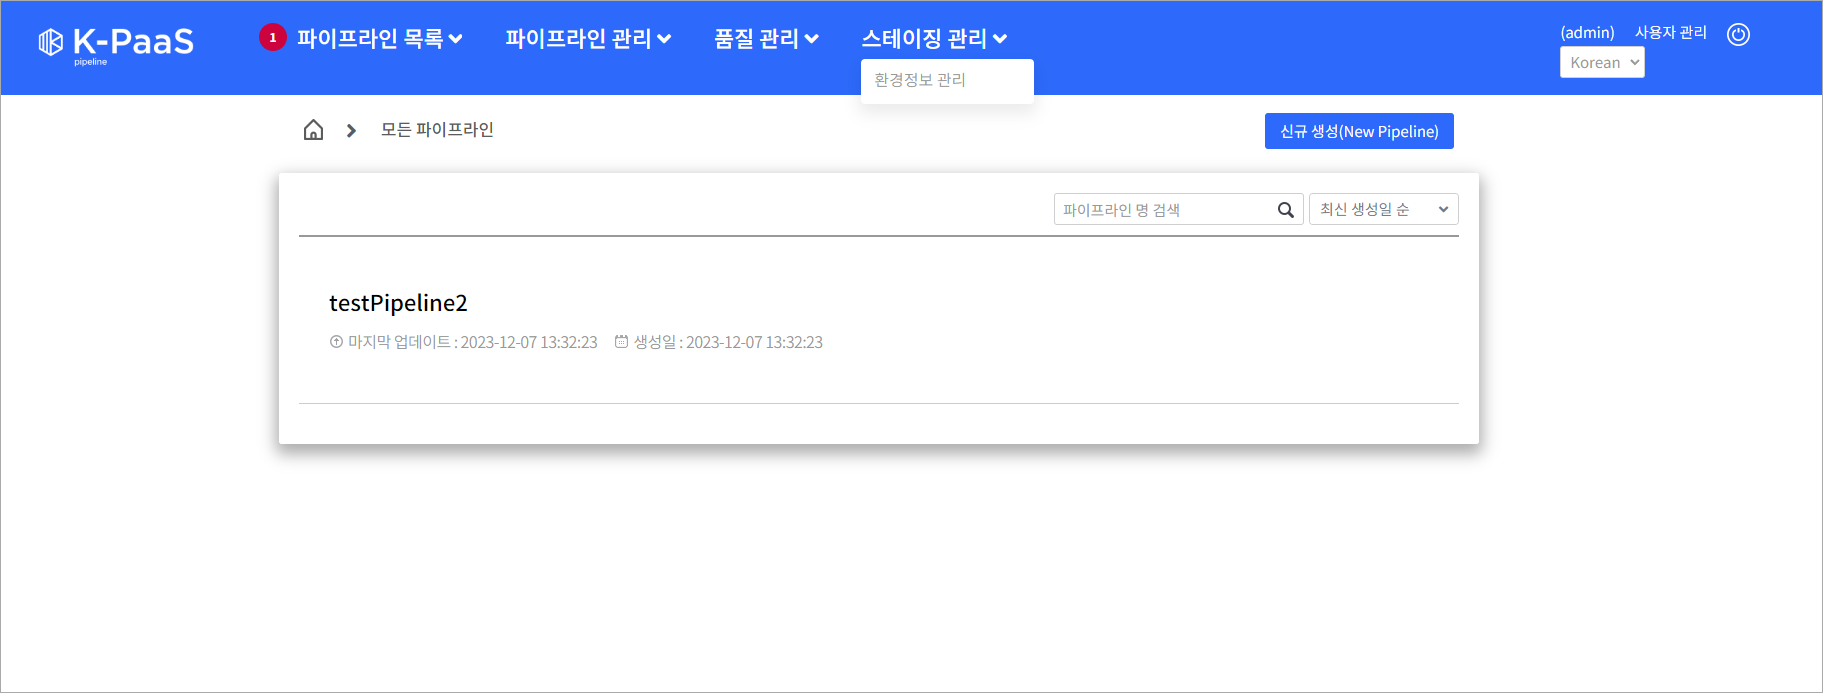 K-PaaS
pipeline
1
파이프라인 목록
파이프라인 관리
품질 관리
스테이징 관리
환경정보 관리
(admin)
사용자 관리
Korean
모든 파이프라인
신규 생성(New Pipeline)
파이프라인 명 검색
최신 생성일 순
testPipeline2
마지막 업데이트 : 2023-12-07 13:32:23
생성일 : 2023-12-07 13:32:23